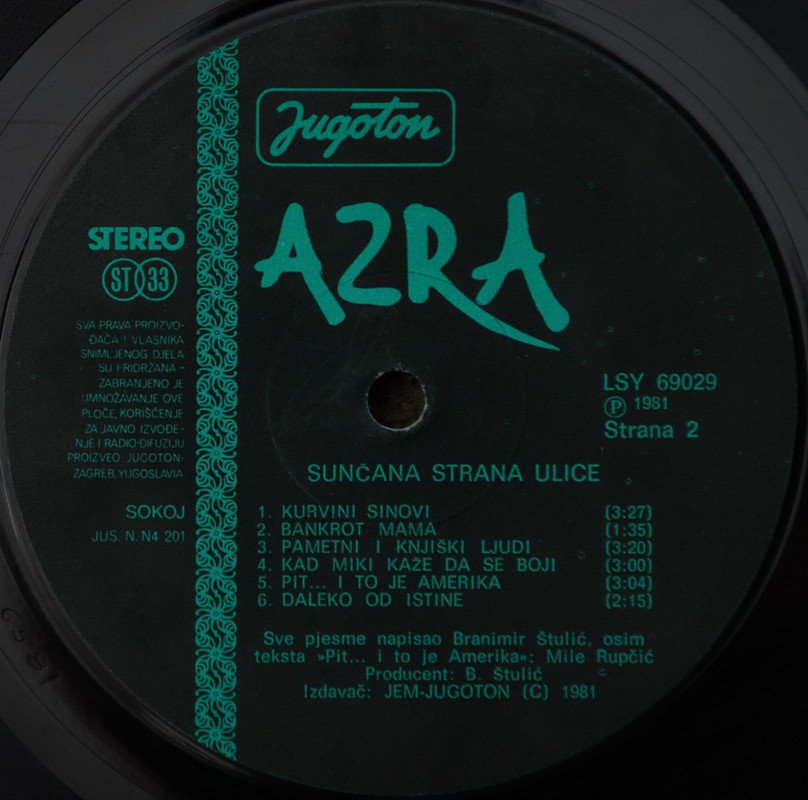 Jugoton
AZRA
STEREO
ST 33
SVA PRAVA PROIZVO-
ĐAČA I VLASNIKA
SNIMLJENOG DJELA
SU PRIDRŽANA -
ZABRANJENO JE
UMNOŽAVANJE OVE
PLOČE, KORIŠĆENJE
ZA JAVNO IZVOĐE-
NJE I RADIO-DIFUZIJU
PROIZVEO JUGOTON-
ZAGREB, YUGOSLAVIA
SOKOJ
JUS. N. N4 201
LSY 69029
Ⓟ 1981
Strana 2
SUNČANA STRANA ULICE
1. KURVINI SINOVI (3:27)
2. BANKROT MAMA (1:35)
3. PAMETNI I KNJIŠKI LJUDI (3:20)
4. KAD MIKI KAŽE DA SE BOJI (3:00)
5. PIT... I TO JE AMERIKA (3:04)
6. DALEKO OD ISTINE (2:15)
Sve pjesme napisao Branimir Štulić, osim
teksta »Pit... i to je Amerika«: Mile Rupčić
Producent: B. Štulić
Izdavač: JEM-JUGOTON (C) 1981